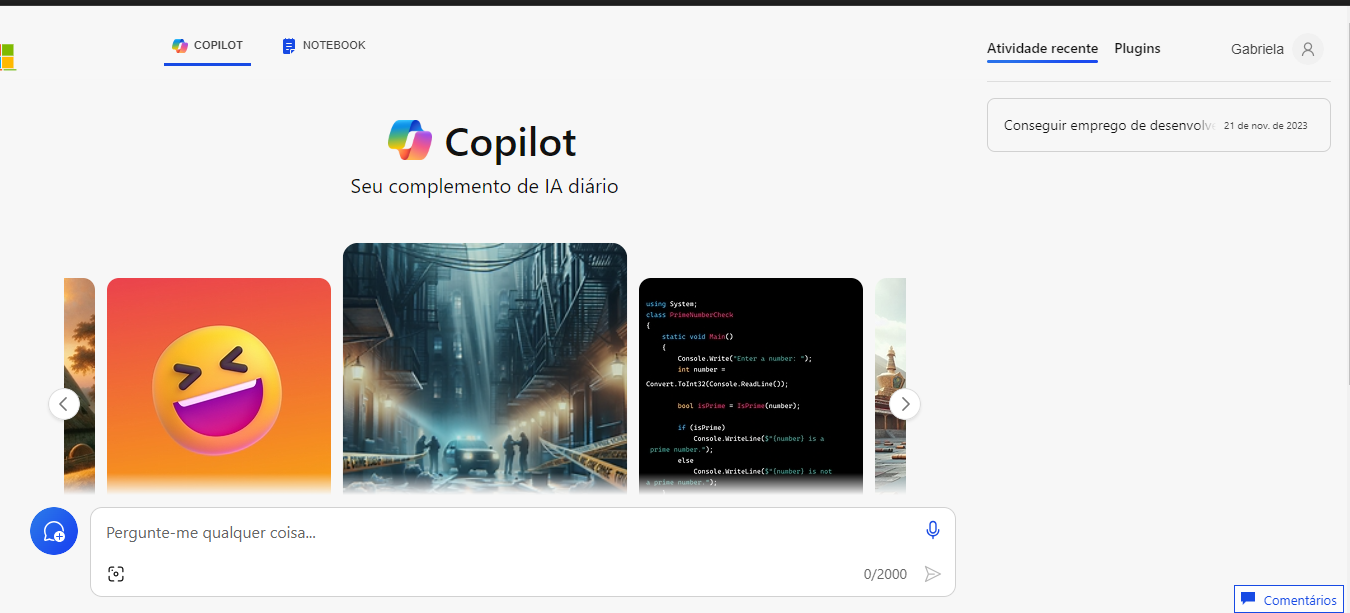 COPILOT
NOTEBOOK
Atividade recente
Plugins
Gabriela
Copilot
Seu complemento de IA diário
Conseguir emprego de desenvolve
21 de nov. de 2023
using System;
class PrimeNumberCheck
{
static void Main()
{
Console.Write("Enter a number: ");
int number =
Convert.ToInt32(Console.ReadLine());
bool isPrime = IsPrime(number);
if (isPrime)
Console.WriteLine($"{number} is a
prime number.");
else
Console.WriteLine($"{number} is not
a prime number.");
Pergunte-me qualquer coisa...
0/2000
Comentários